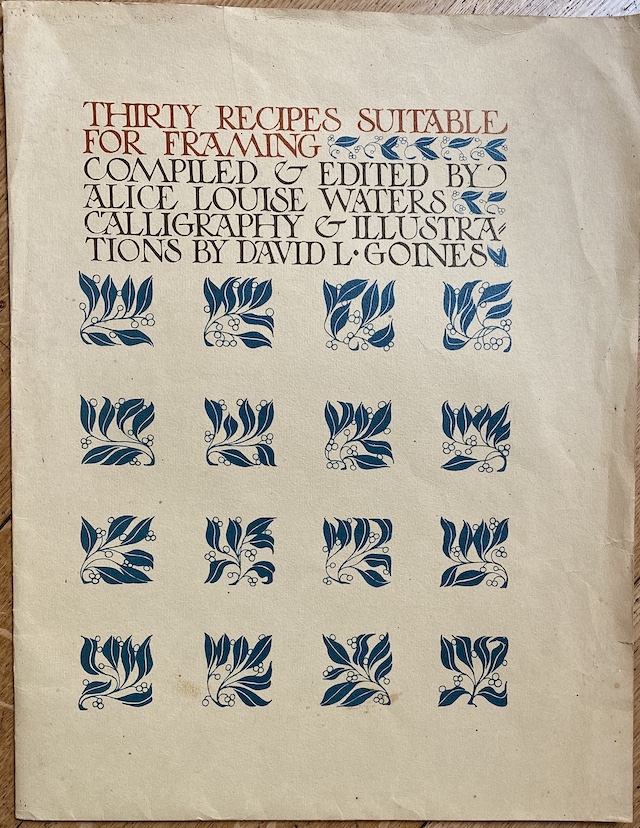 THIRTY RECIPES SUITABLE
FOR FRAMING
COMPILED & EDITED BY
ALICE LOUISE WATERS
CALLIGRAPHY & ILLUSTRA-
TIONS BY DAVID L· GOINES